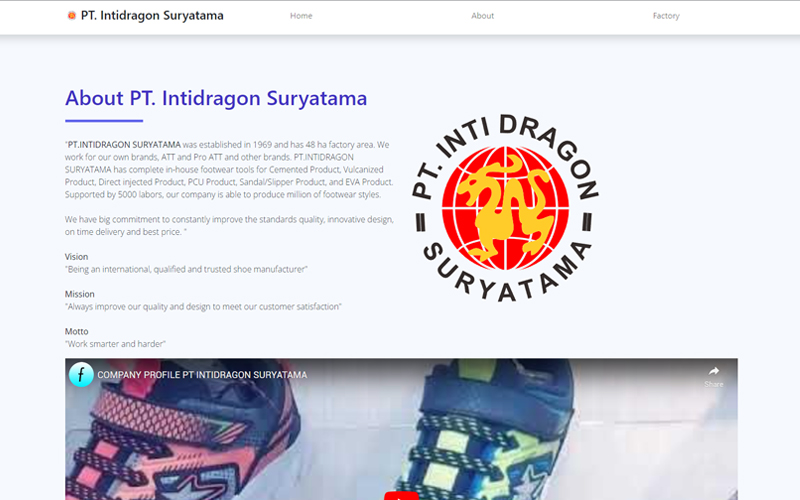 PT. Intidragon Suryatama
Home
About
Factory
About PT. Intidragon Suryatama
"PT.INTIDRAGON SURYATAMA was established in 1969 and has 48 ha factory area. We
work for our own brands, ATT and Pro ATT and other brands. PT.INTIDRAGON
SURYATAMA has complete in-house footwear tools for Cemented Product, Vulcanized
Product, Direct injected Product, PCU Product, Sandal/Slipper Product, and EVA Product.
Supported by 5000 labors, our company is able to produce million of footwear styles.
We have big commitment to constantly improve the standards quality, innovative design,
on time delivery and best price. "
Vision
"Being an international, qualified and trusted shoe manufacturer"
Mission
"Always improve our quality and design to meet our customer satisfaction"
Motto
"Work smarter and harder"
PT. INTI DRAGON
= SURYATAMA =
f
COMPANY PROFILE PT INTIDRAGON SURYATAMA
Share